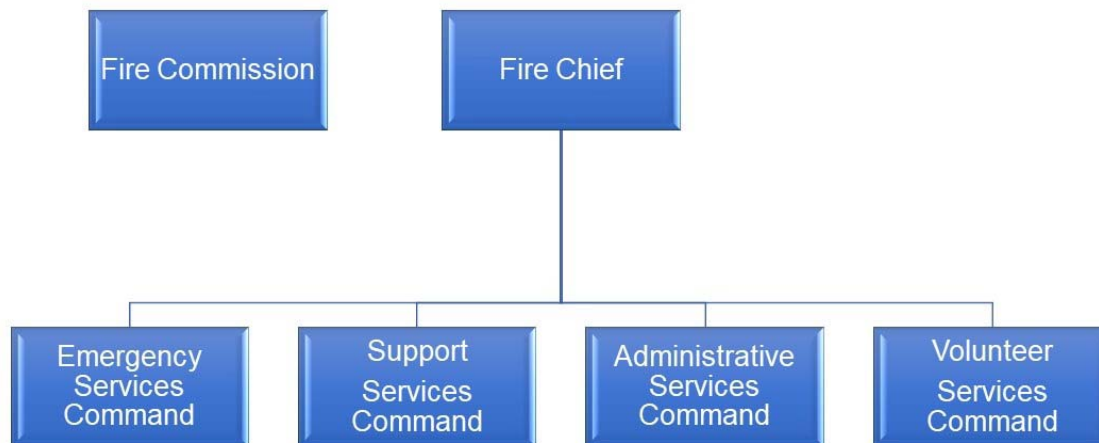 Fire Commission
Fire Chief
Emergency
Services
Command
Support
Services
Command
Administrative
Services
Command
Volunteer
Services
Command